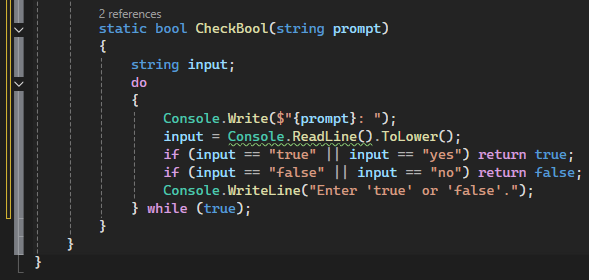 2 references
static bool CheckBool(string prompt)
{
string input;
do
{
Console.Write($"{prompt}: ");
input = Console.ReadLine().ToLower();
if (input == "true" || input == "yes") return true;
if (input == "false" || input == "no") return false;
Console.WriteLine("Enter 'true' or 'false'.");
} while (true);
}
}
}